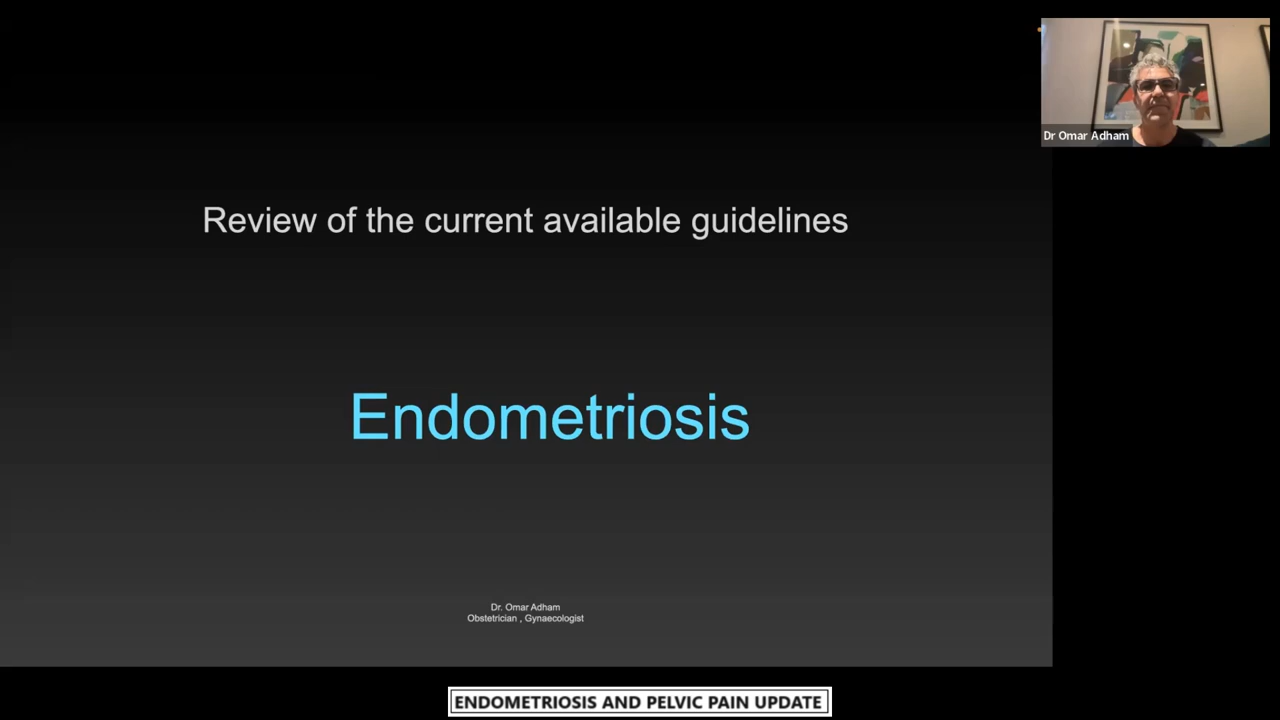 Dr Omar Adham
Review of the current available guidelines
Endometriosis
Dr. Omar Adham
Obstetrician , Gynaecologist
ENDOMETRIOSIS AND PELVIC PAIN UPDATE